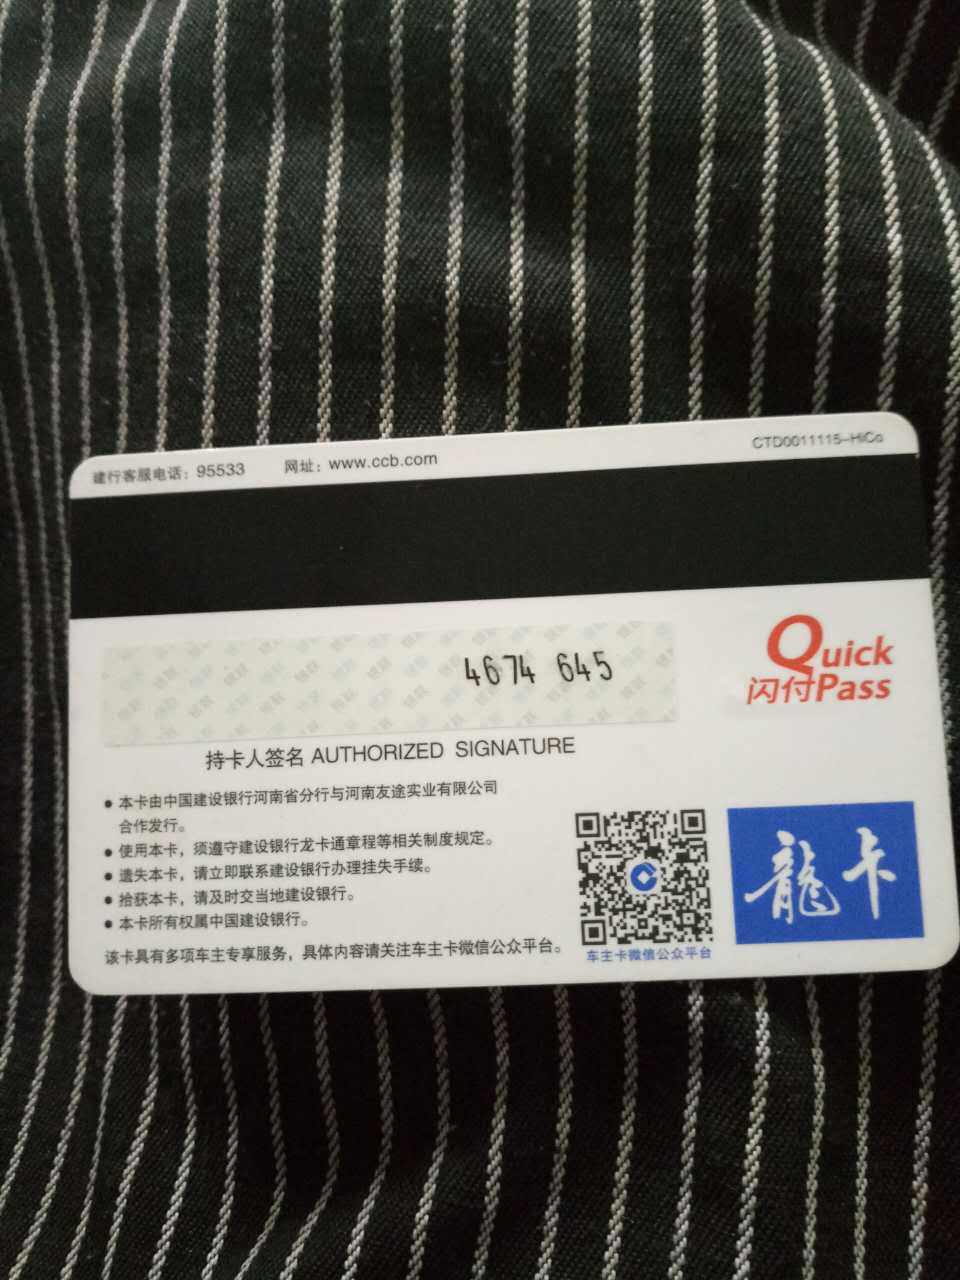 建行客服电话：95533 网址：www.ccb.com CTD0011115-HiCo
4674 645
Quick
闪付Pass
持卡人签名 AUTHORIZED SIGNATURE
● 本卡由中国建设银行河南省分行与河南友途实业有限公司
合作发行。
● 使用本卡，须遵守建设银行龙卡通章程等相关制度规定。
● 遗失本卡，请立即联系建设银行办理挂失手续。
● 拾获本卡，请及时交当地建设银行。
● 本卡所有权属中国建设银行。
该卡具有多项车主专享服务，具体内容请关注车主卡微信公众平台。
车主卡微信公众平台
龍卡